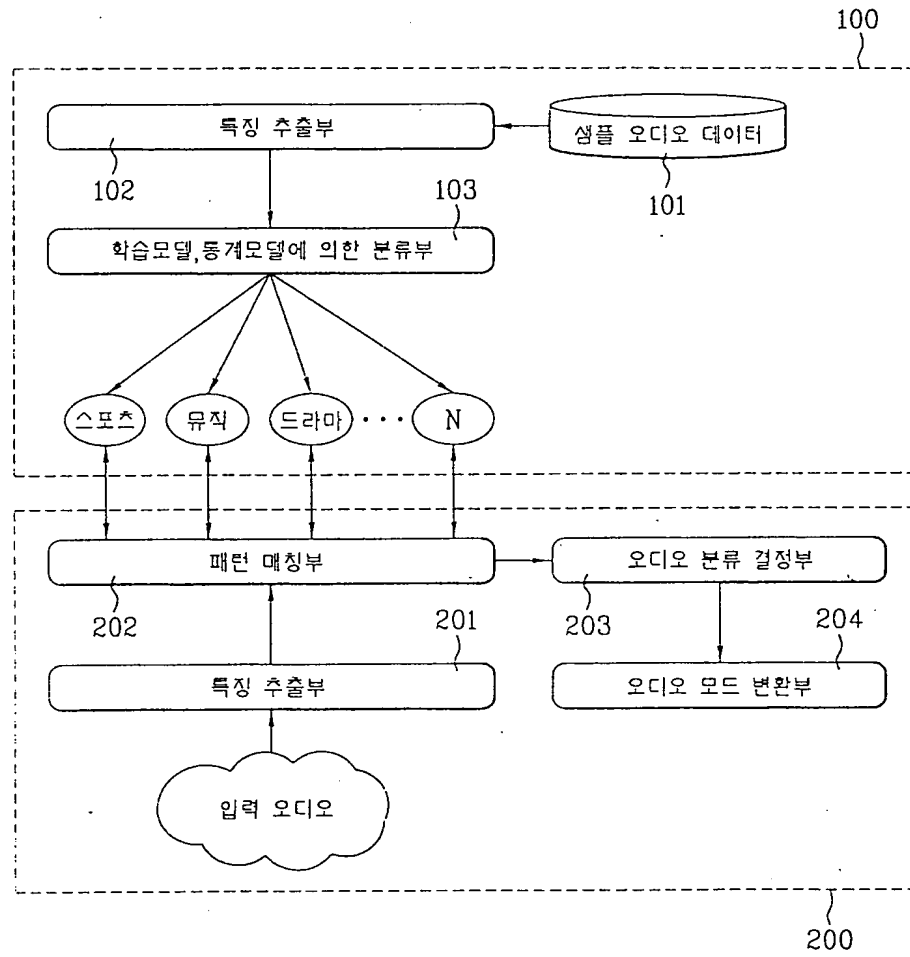 100
특징 추출부
샘플 오디오 데이터
102
103
101
학습모델,통계모델에 의한 분류부
스포츠
뮤직
드라마
···
N
패턴 매칭부
오디오 분류 결정부
202
201
203
204
특징 추출부
오디오 모드 변환부
입력 오디오
200